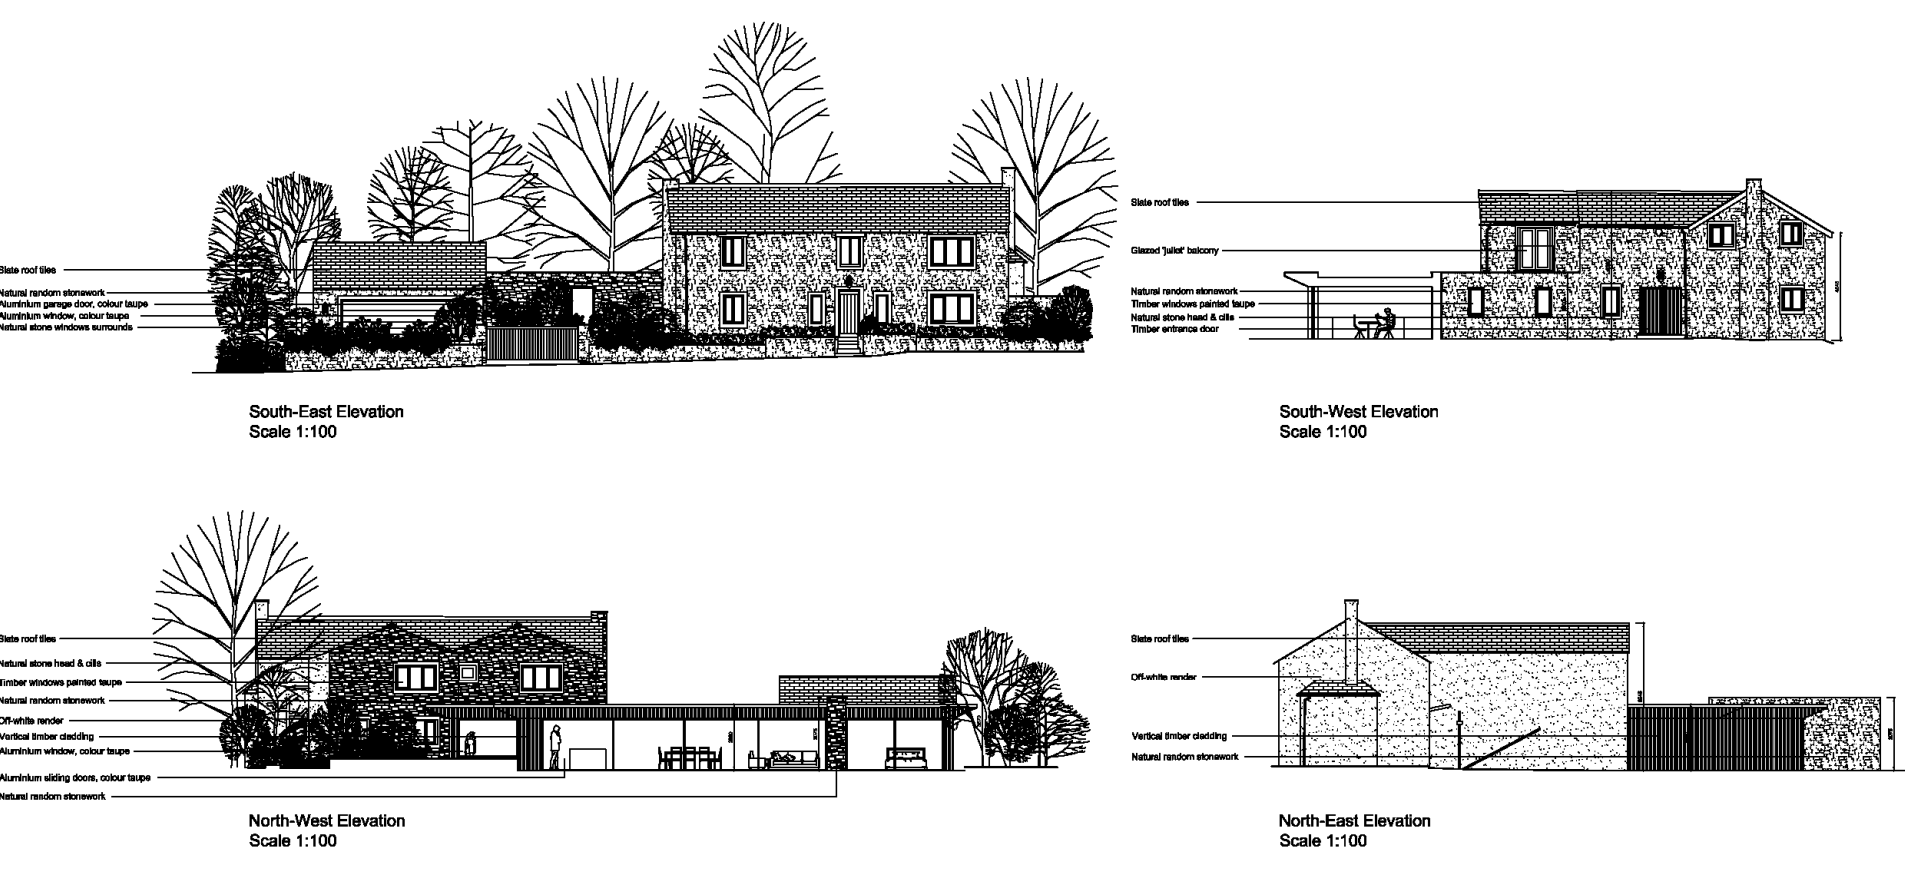 Slate roof tiles
Natural random stonework
Aluminium garage door, colour taupe
Aluminium window, colour taupe
Natural stone windows surrounds
South-East Elevation
Scale 1:100
Slate roof tiles
Glazed 'juliet' balcony
Natural random stonework
Timber windows painted taupe
Natural stone head & cills
Timber entrance door
South-West Elevation
Scale 1:100
Slate roof tiles
Natural stone head & cills
Timber windows painted taupe
Natural random stonework
Off-white render
Vertical timber cladding
Aluminium window, colour taupe
Aluminium sliding doors, colour taupe
Natural random stonework
North-West Elevation
Scale 1:100
Slate roof tiles
Off-white render
Vertical timber cladding
Natural random stonework
North-East Elevation
Scale 1:100